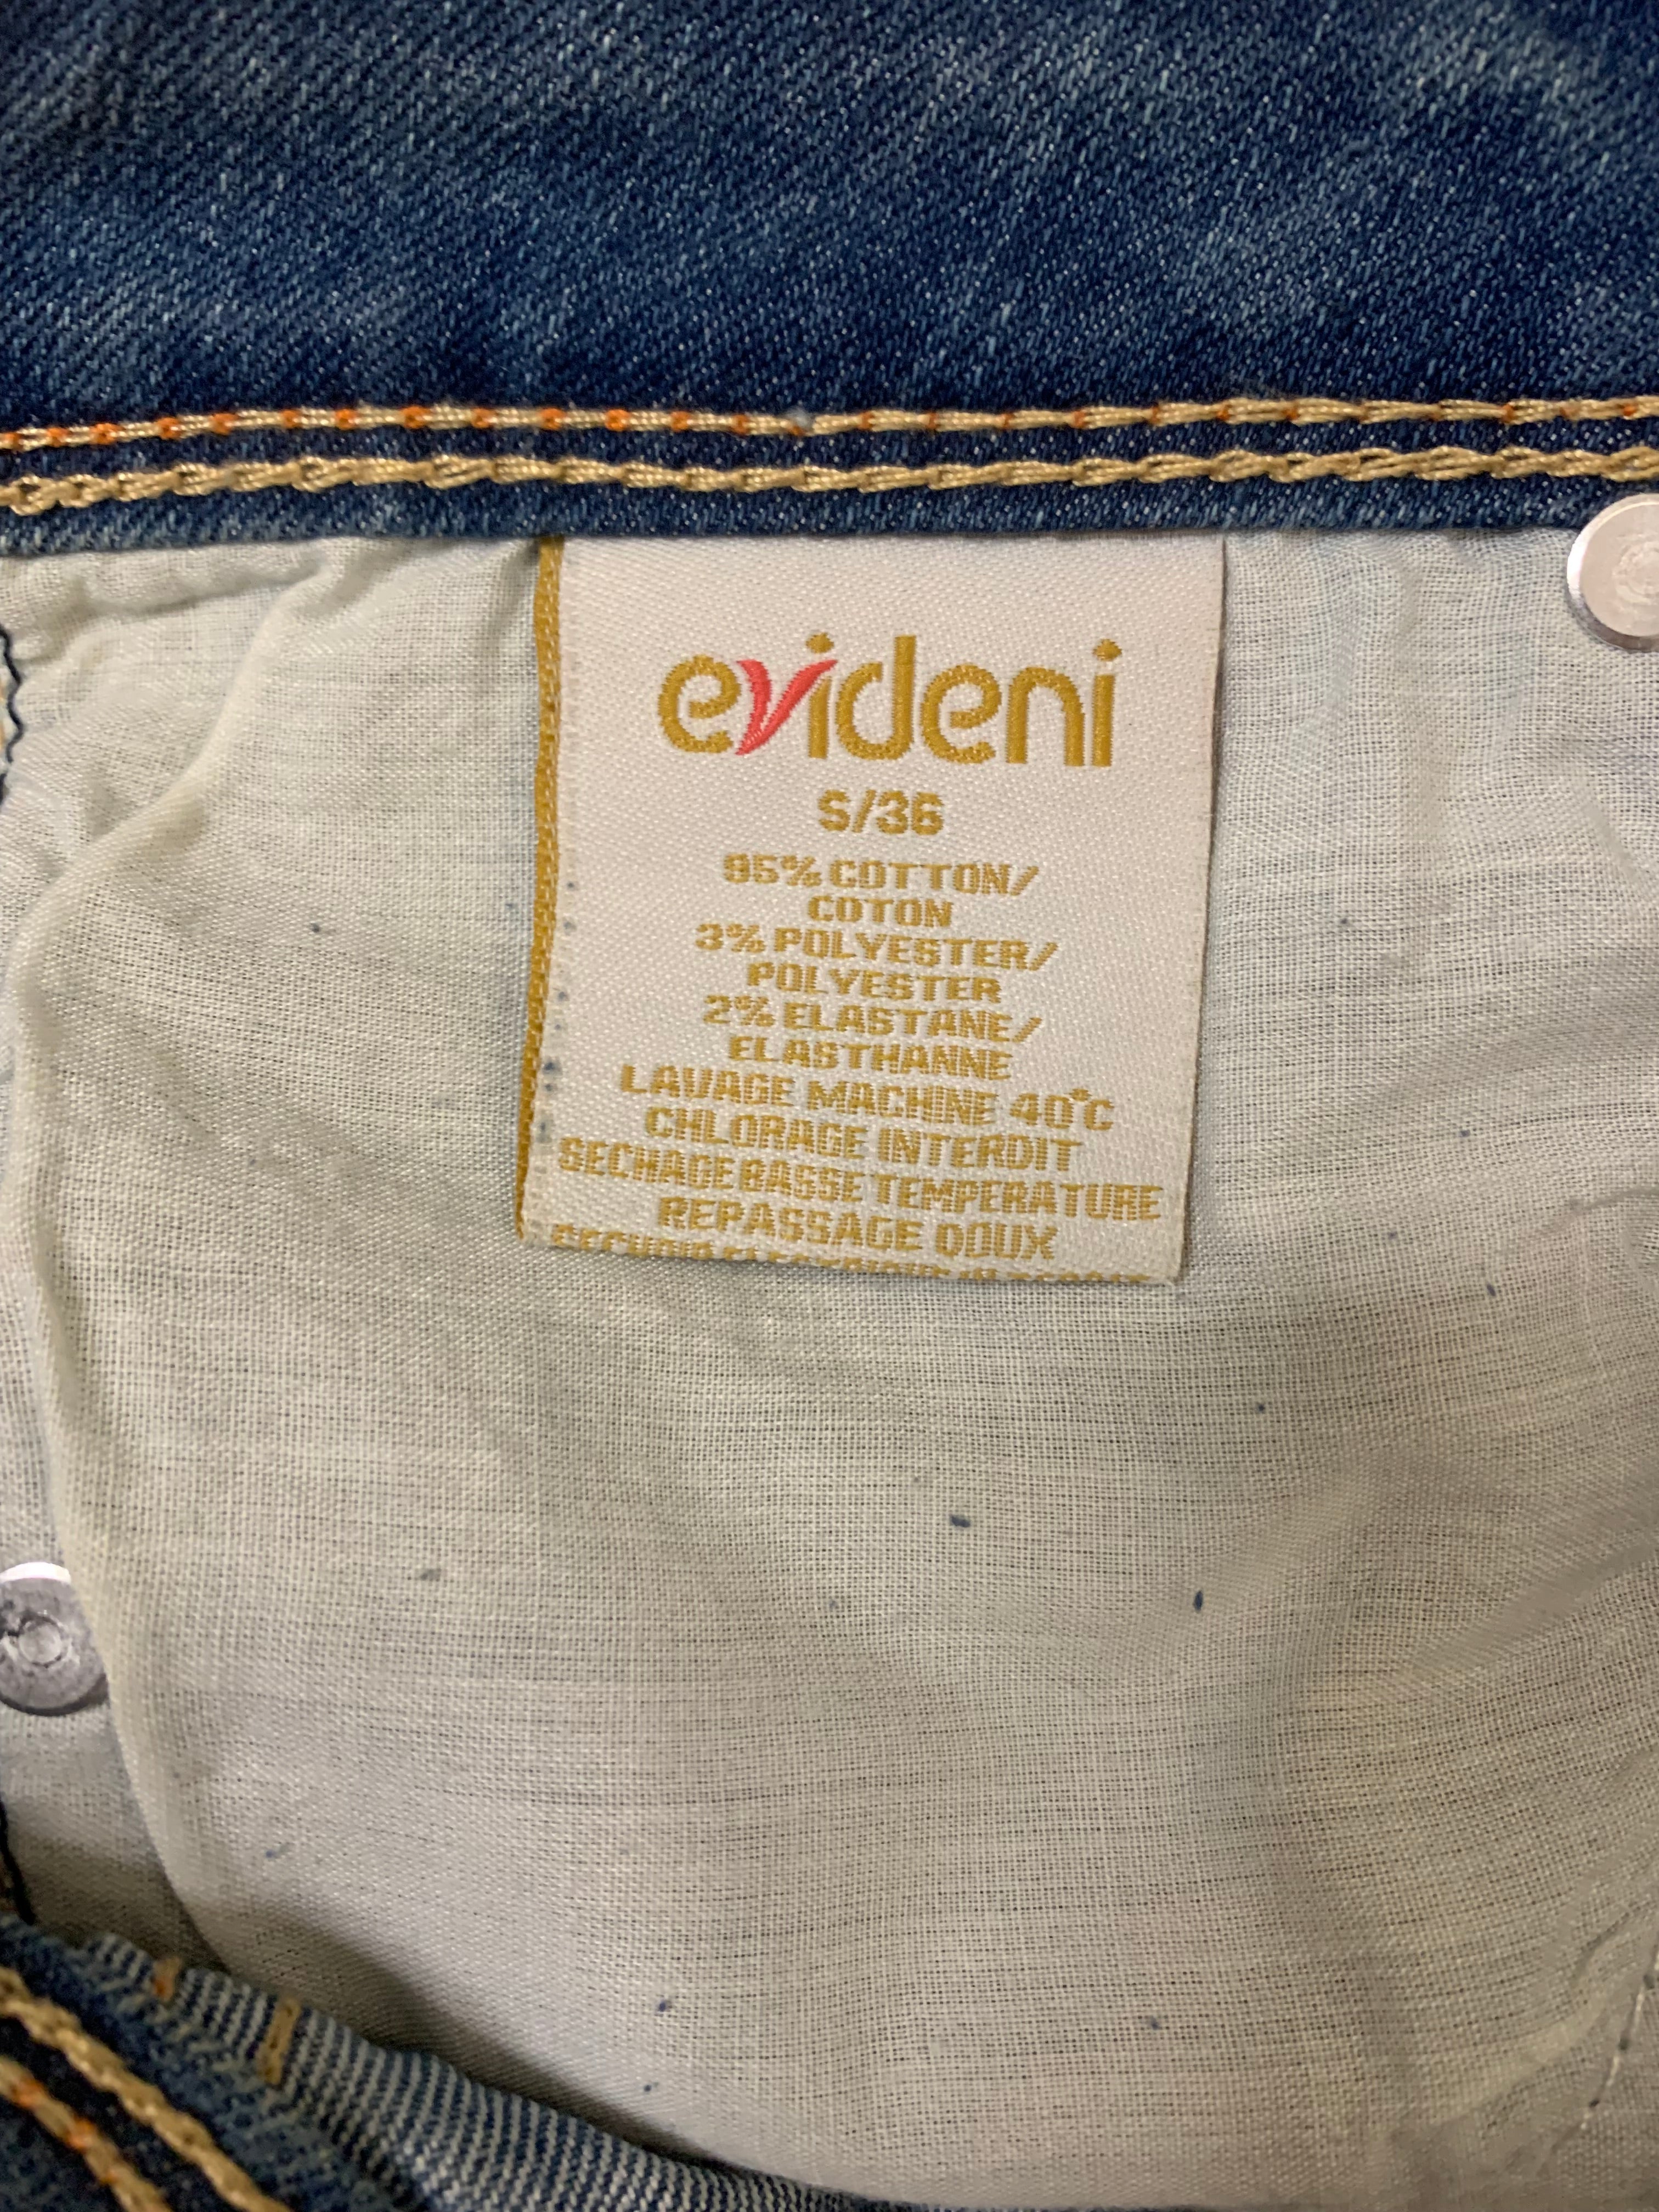 evideni
S/36
95% COTTON/
COTON
3% POLYESTER/
POLYESTER
2% ELASTANE/
ELASTHANNE
LAVAGE MACHINE 40°C
CHLORAGE INTERDIT
SECHAGE BASSE TEMPERATURE
REPASSAGE DOUX